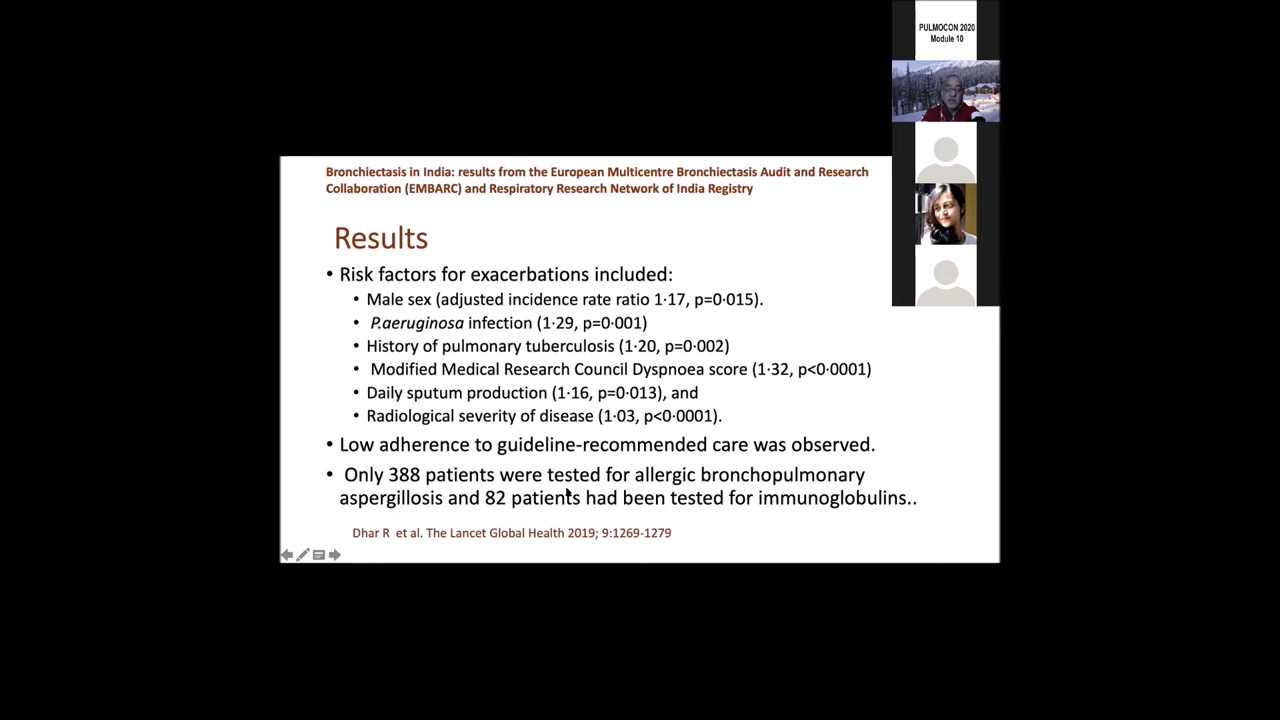 PULMOCON 2020
Module 10
Bronchiectasis in India: results from the European Multicentre Bronchiectasis Audit and Research
Collaboration (EMBARC) and Respiratory Research Network of India Registry
Results
• Risk factors for exacerbations included:
• Male sex (adjusted incidence rate ratio 1·17, p=0·015).
• P.aeruginosa infection (1·29, p=0·001)
• History of pulmonary tuberculosis (1·20, p=0·002)
• Modified Medical Research Council Dyspnoea score (1·32, p<0·0001)
• Daily sputum production (1·16, p=0·013), and
• Radiological severity of disease (1·03, p<0·0001).
• Low adherence to guideline-recommended care was observed.
• Only 388 patients were tested for allergic bronchopulmonary
aspergillosis and 82 patients had been tested for immunoglobulins..
Dhar R et al. The Lancet Global Health 2019; 9:1269-1279